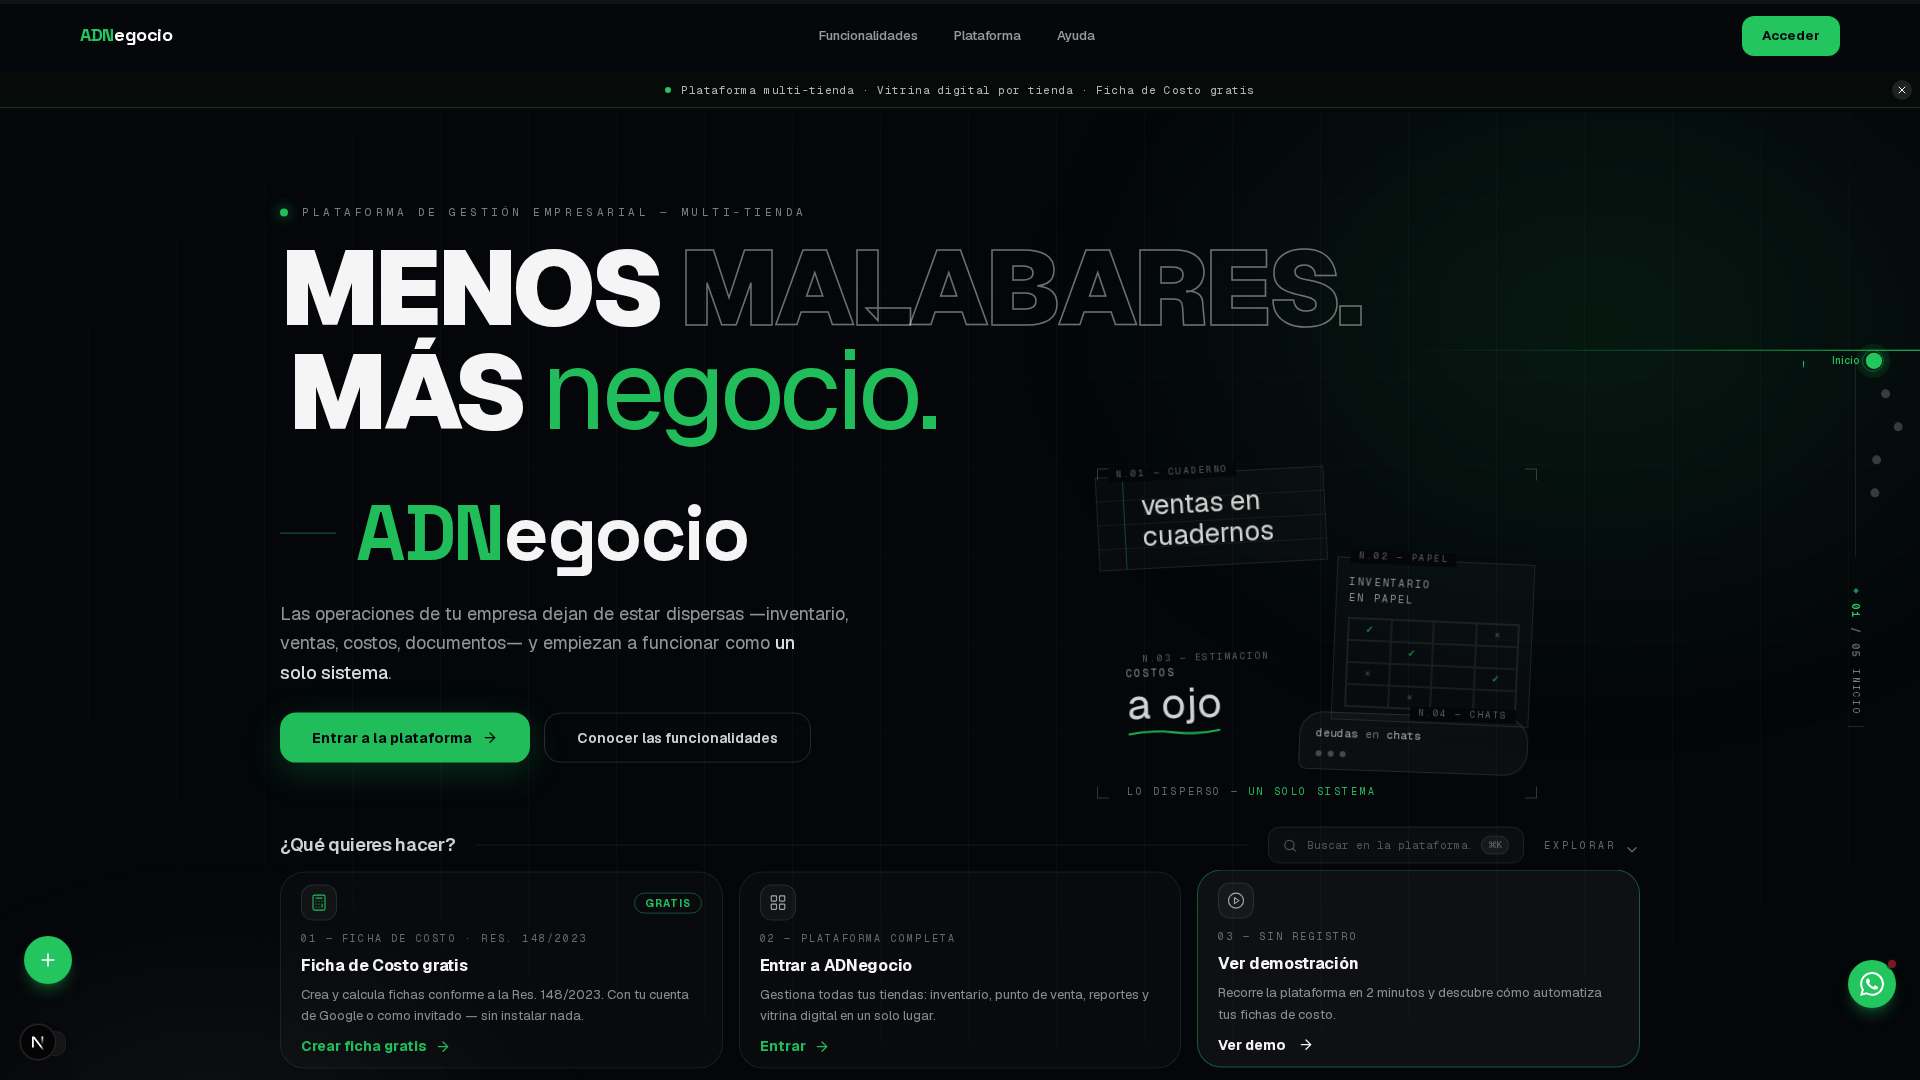 ADNegocio
Funcionalidades
Plataforma
Ayuda
Acceder
Plataforma multi-tienda · Vitrina digital por tienda · Ficha de Costo gratis
PLATAFORMA DE GESTIÓN EMPRESARIAL — MULTI-TIENDA
MENOS MALABARES.
MÁS negocio.
Inicio
ADNegocio
N.01 — CUADERNO
ventas en
cuadernos
N.02 — PAPEL
INVENTARIO
EN PAPEL
N.03 — ESTIMACIÓN
COSTOS
a ojo
N.04 — CHATS
deudas en chats
LO DISPERSO — UN SOLO SISTEMA
01 / 05 INICIO
Las operaciones de tu empresa dejan de estar dispersas —inventario,
ventas, costos, documentos— y empiezan a funcionar como un
solo sistema.
Entrar a la plataforma
Conocer las funcionalidades
¿Qué quieres hacer?
Buscar en la plataforma.
⌘K
EXPLORAR
GRATIS
01 — FICHA DE COSTO · RES. 148/2023
Ficha de Costo gratis
Crea y calcula fichas conforme a la Res. 148/2023. Con tu cuenta
de Google o como invitado — sin instalar nada.
Crear ficha gratis
02 — PLATAFORMA COMPLETA
Entrar a ADNegocio
Gestiona todas tus tiendas: inventario, punto de venta, reportes y
vitrina digital en un solo lugar.
Entrar
03 — SIN REGISTRO
Ver demostración
Recorre la plataforma en 2 minutos y descubre cómo automatiza
tus fichas de costo.
Ver demo
N